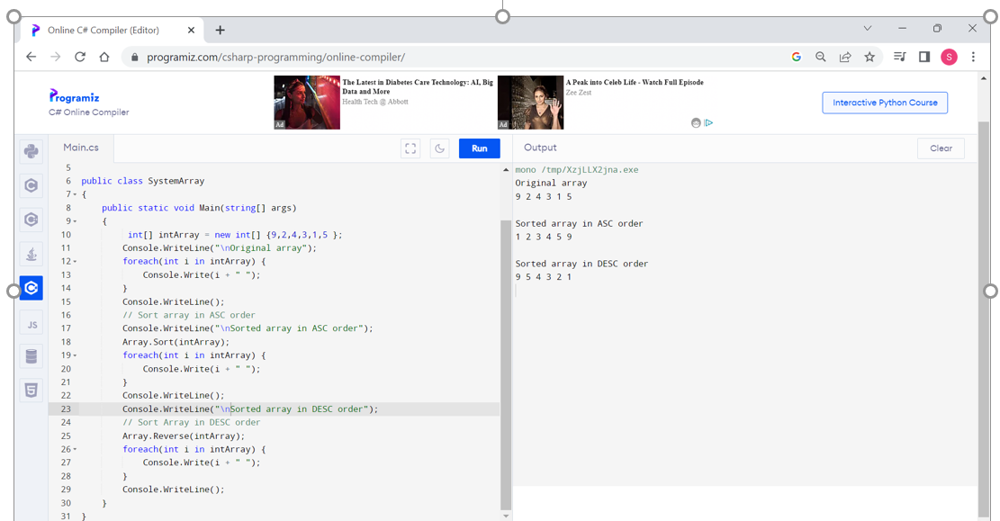 Online C# Compiler (Editor)
programiz.com/csharp-programming/online-compiler/
S
Programiz
C# Online Compiler
Ad
The Latest in Diabetes Care Technology: AI, Big
Data and More
Health Tech @ Abbott
Ad
A Peak into Celeb Life - Watch Full Episode
Zee Zest
Interactive Python Course
Main.cs
Run
Output
Clear
JS
5
6 public class SystemArray
7 {
8     public static void Main(string[] args)
9     {
10          int[] intArray = new int[] {9,2,4,3,1,5 };
11         Console.WriteLine("\nOriginal array");
12         foreach(int i in intArray) {
13             Console.Write(i + " ");
14         }
15         Console.WriteLine();
16         // Sort array in ASC order
17         Console.WriteLine("\nSorted array in ASC order");
18         Array.Sort(intArray);
19         foreach(int i in intArray) {
20             Console.Write(i + " ");
21         }
22         Console.WriteLine();
23         Console.WriteLine("\nSorted array in DESC order");
24         // Sort Array in DESC order
25         Array.Reverse(intArray);
26         foreach(int i in intArray) {
27             Console.Write(i + " ");
28         }
29         Console.WriteLine();
30     }
31 }
mono /tmp/XzjLLX2jna.exe
Original array
9 2 4 3 1 5
Sorted array in ASC order
1 2 3 4 5 9
Sorted array in DESC order
9 5 4 3 2 1